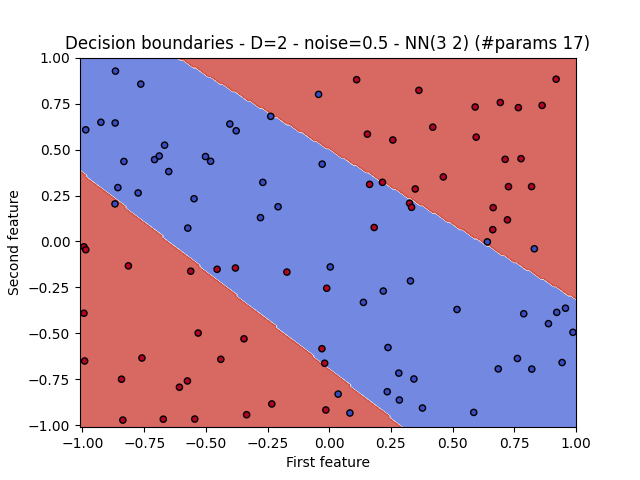 Decision boundaries - D=2 - noise=0.5 - NN(3 2) (#params 17)
1.00
0.75
0.50
0.25
0.00
−0.25
−0.50
−0.75
−1.00
Second feature
−1.00 −0.75 −0.50 −0.25 0.00 0.25 0.50 0.75 1.00
First feature